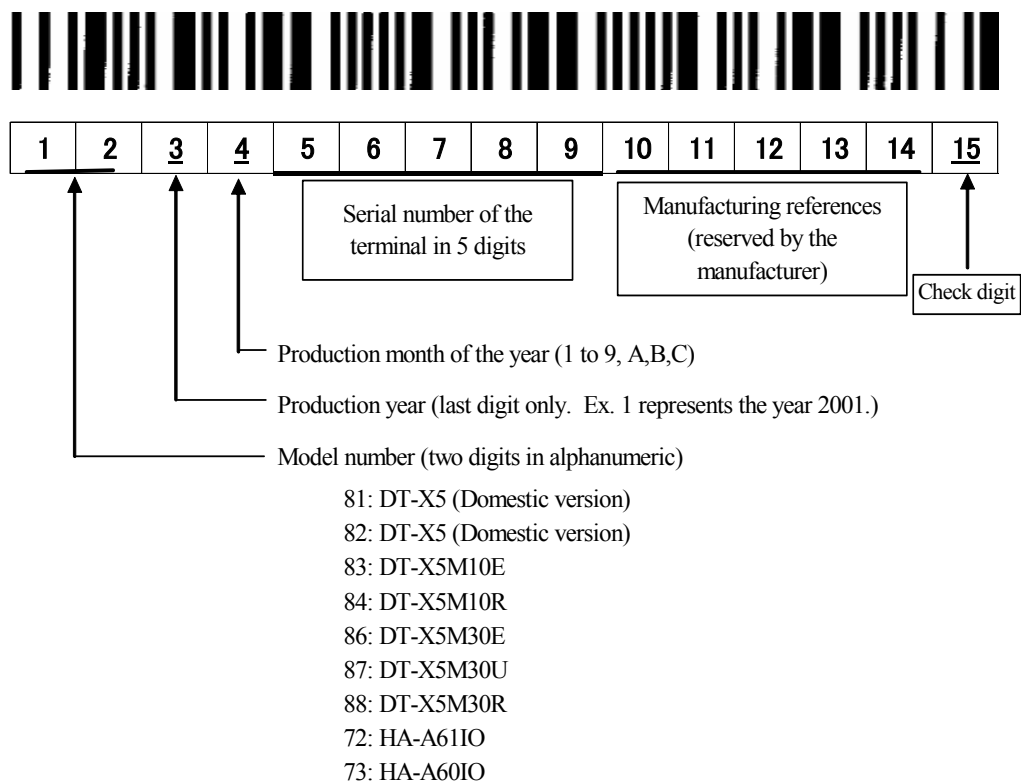 1 2 3 4 5 6 7 8 9 10 11 12 13 14 15
Serial number of the
terminal in 5 digits
Manufacturing references
(reserved by the
manufacturer)
Check digit
Production month of the year (1 to 9, A,B,C)
Production year (last digit only. Ex. 1 represents the year 2001.)
Model number (two digits in alphanumeric)
81: DT-X5 (Domestic version)
82: DT-X5 (Domestic version)
83: DT-X5M10E
84: DT-X5M10R
86: DT-X5M30E
87: DT-X5M30U
88: DT-X5M30R
72: HA-A61IO
73: HA-A60IO